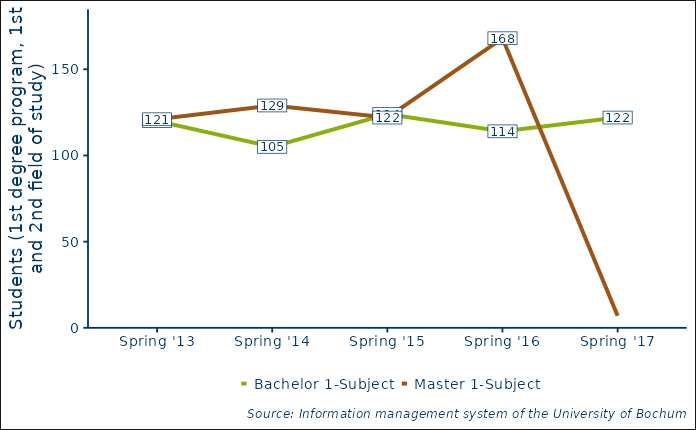 Students (1st degree program, 1st
and 2nd field of study)
150
100
50
0
121
129
105
122
168
114
122
Spring '13
Spring '14
Spring '15
Spring '16
Spring '17
Bachelor 1-Subject
Master 1-Subject
Source: Information management system of the University of Bochum